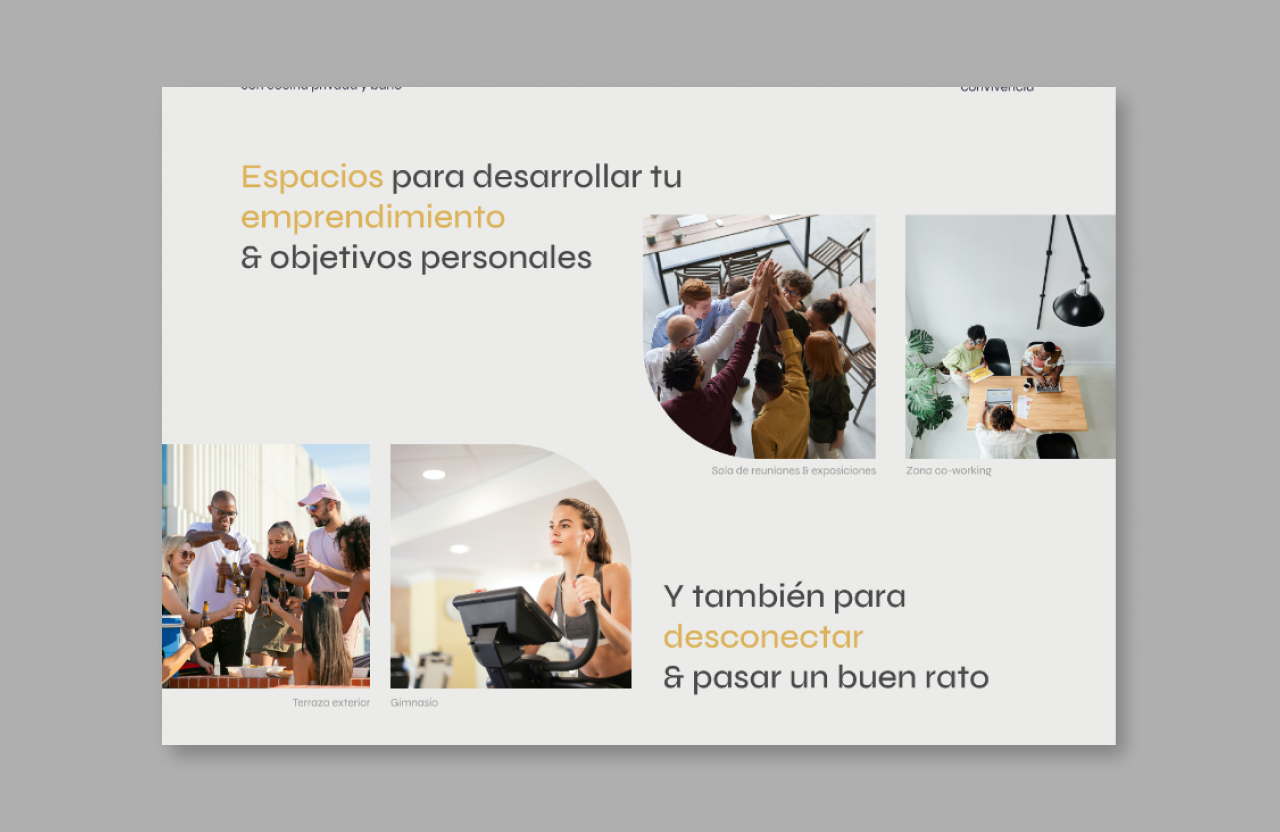 con cocina privada y baño
convivencia
Espacios para desarrollar tu
emprendimiento
& objetivos personales
Sala de reuniones & exposiciones
Zona co-working
Terraza exterior
Gimnasio
Y también para
desconectar
& pasar un buen rato